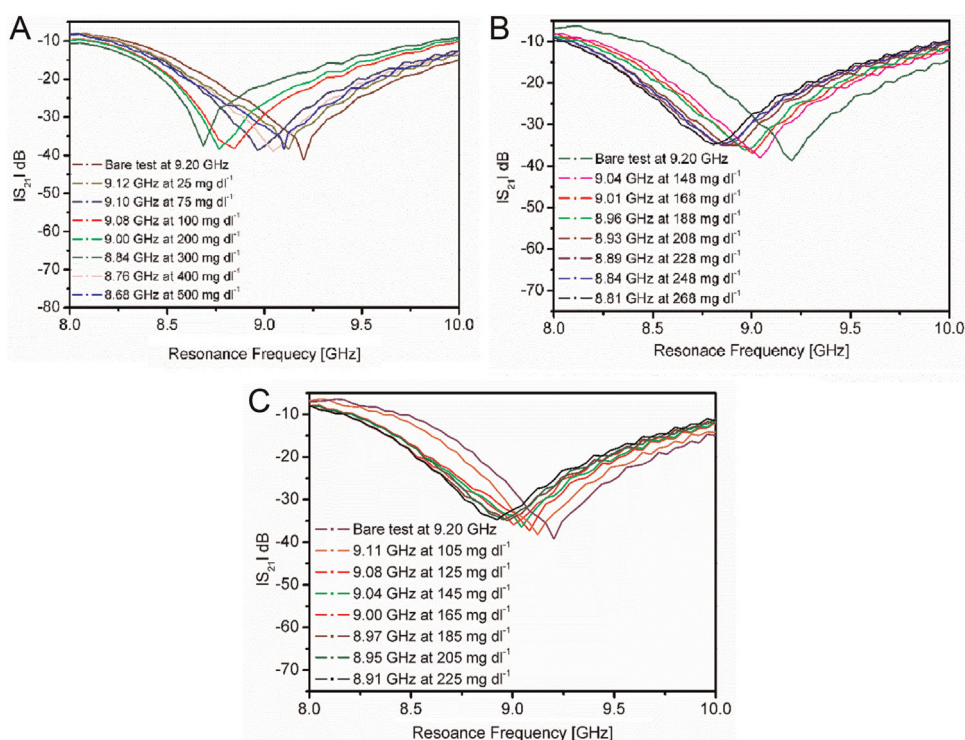 A
-10
-20
-30
-40
-50
-60
-70
-80
|S21| dB
Bare test at 9.20 GHz
9.12 GHz at 25 mg dl-1
9.10 GHz at 75 mg dl-1
9.08 GHz at 100 mg dl-1
9.00 GHz at 200 mg dl-1
8.84 GHz at 300 mg dl-1
8.76 GHz at 400 mg dl-1
8.68 GHz at 500 mg dl-1
8.0 8.5 9.0 9.5 10.0
Resonance Frequecy [GHz]
B
-10
-20
-30
-40
-50
-60
-70
|S21| dB
Bare test at 9.20 GHz
9.04 GHz at 148 mg dl-1
9.01 GHz at 168 mg dl-1
8.96 GHz at 188 mg dl-1
8.93 GHz at 208 mg dl-1
8.89 GHz at 228 mg dl-1
8.84 GHz at 248 mg dl-1
8.81 GHz at 268 mg dl-1
8.0 8.5 9.0 9.5 10.0
Resonance Frequency [GHz]
C
-10
-20
-30
-40
-50
-60
-70
|S21| dB
Bare test at 9.20 GHz
9.11 GHz at 105 mg dl-1
9.08 GHz at 125 mg dl-1
9.04 GHz at 145 mg dl-1
9.00 GHz at 165 mg dl-1
8.97 GHz at 185 mg dl-1
8.95 GHz at 205 mg dl-1
8.91 GHz at 225 mg dl-1
8.0 8.5 9.0 9.5 10.0
Resoance Frequency [GHz]